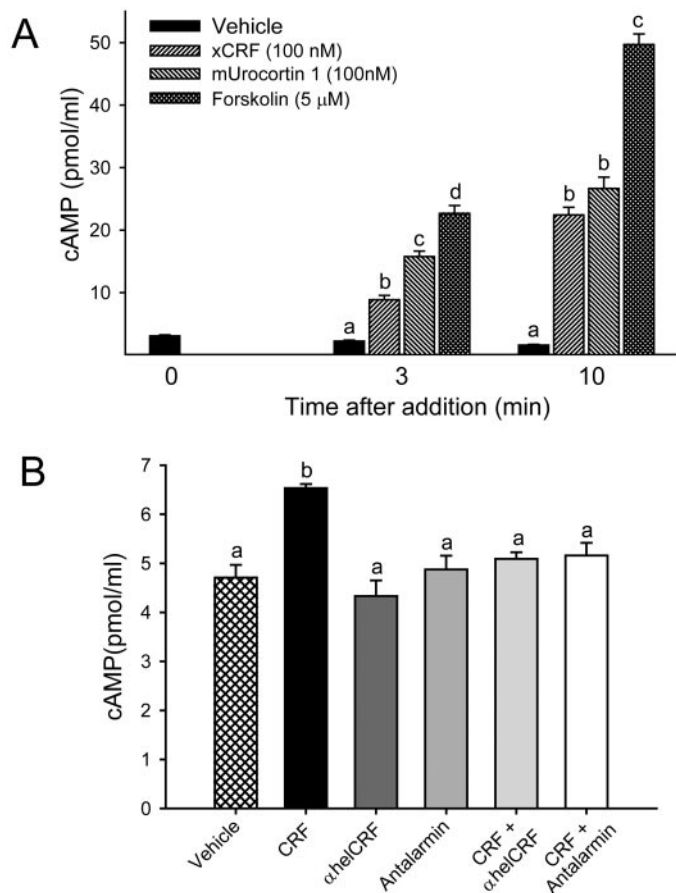 A
Vehicle
xCRF (100 nM)
mUrocortin 1 (100nM)
Forskolin (5 μM)
cAMP (pmol/ml)
50
40
30
20
10
a
b
c
d
a
b
b
c
0
3
10
Time after addition (min)
B
cAMP(pmol/ml)
7
6
5
4
3
2
1
0
a
b
a
a
a
a
Vehicle
CRF
αhelCRF
Antalarmin
CRF +
αhelCRF
CRF +
Antalarmin